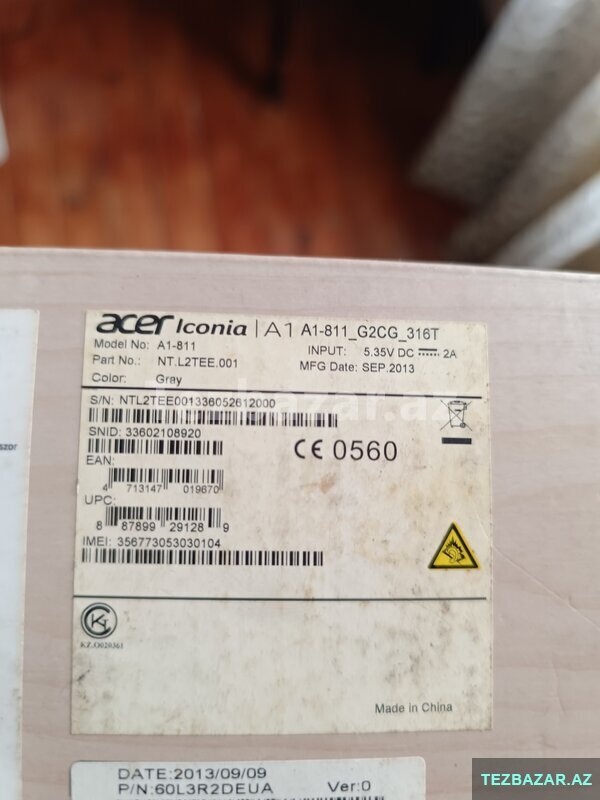 acer Iconia | A1 A1-811_G2CG_316T
Model No: A1-811
INPUT: 5.35V DC 2A
Part No.: NT.L2TEE.001
MFG Date: SEP.2013
Color: Gray
S/N: NTL2TEE001336052612000
SNID: 33602108920
CE 0560
EAN:
4 713147 019670
UPC:
8 87899 29128 9
IMEI: 356773053030104
KZ.O020361
Made in China
DATE:2013/09/09
P/N:60L3R2DEUA Ver:0
TEZBAZAR.AZ